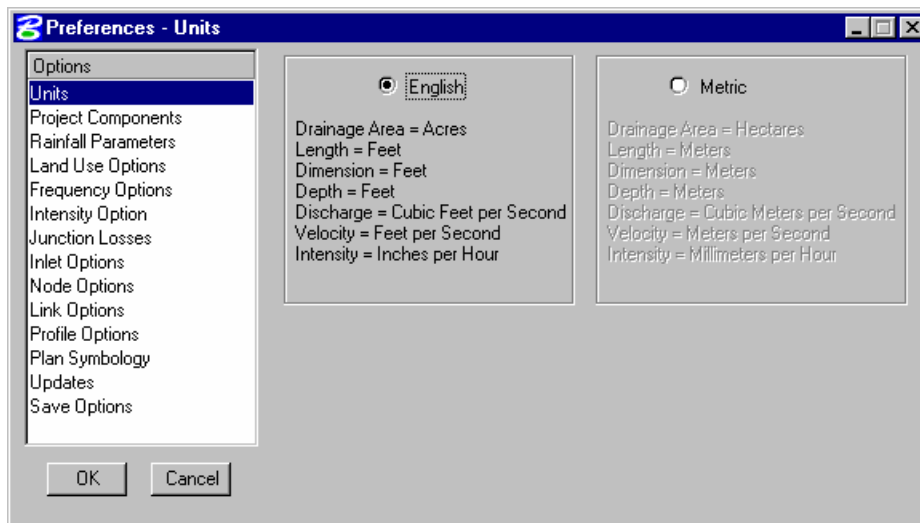 Preferences - Units
Options
Units
Project Components
Rainfall Parameters
Land Use Options
Frequency Options
Intensity Option
Junction Losses
Inlet Options
Node Options
Link Options
Profile Options
Plan Symbology
Updates
Save Options
OK
Cancel
English
Drainage Area = Acres
Length = Feet
Dimension = Feet
Depth = Feet
Discharge = Cubic Feet per Second
Velocity = Feet per Second
Intensity = Inches per Hour
Metric
Drainage Area = Hectares
Length = Meters
Dimension = Meters
Depth = Meters
Discharge = Cubic Meters per Second
Velocity = Meters per Second
Intensity = Millimeters per Hour